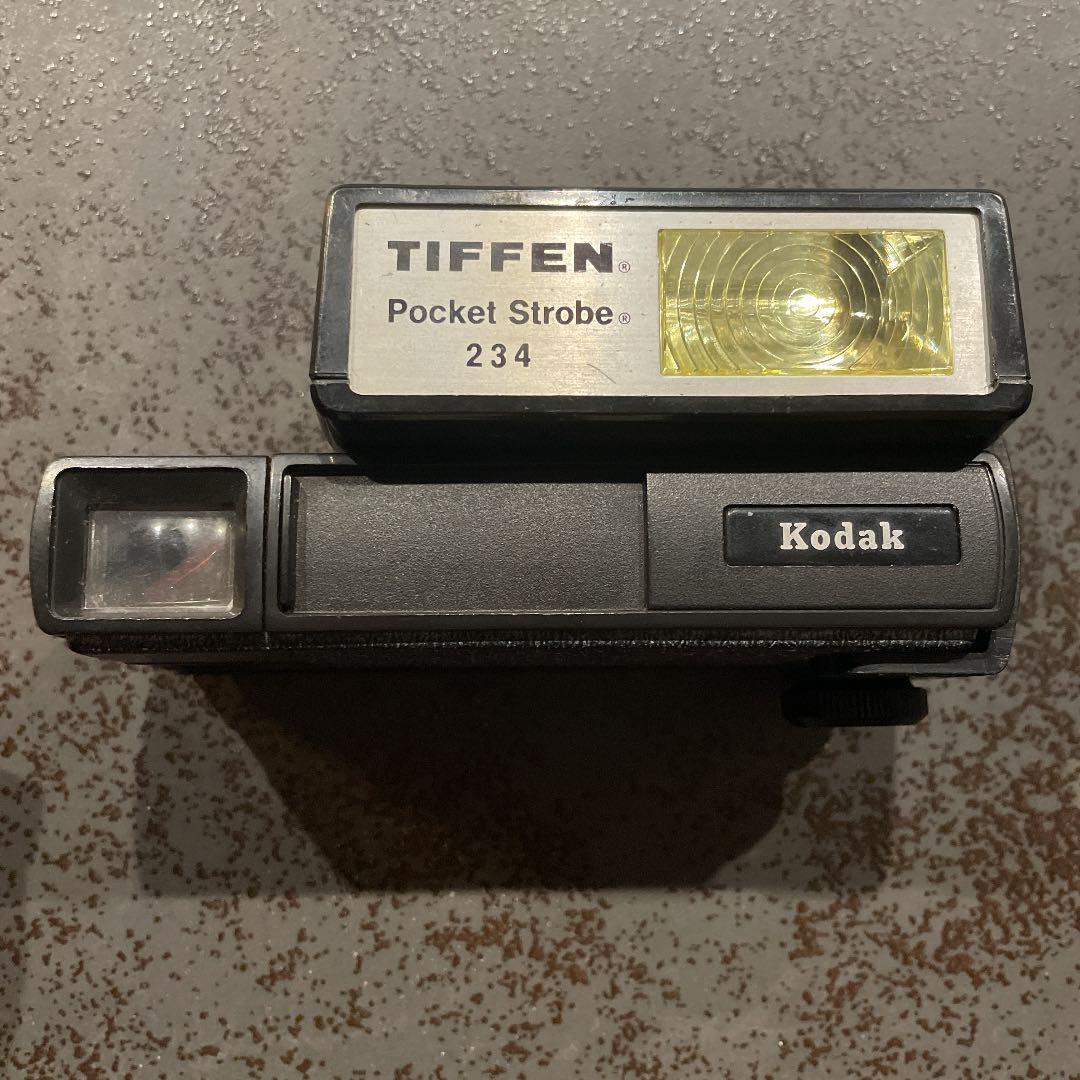 TIFFEN®
Pocket Strobe®
234
Kodak